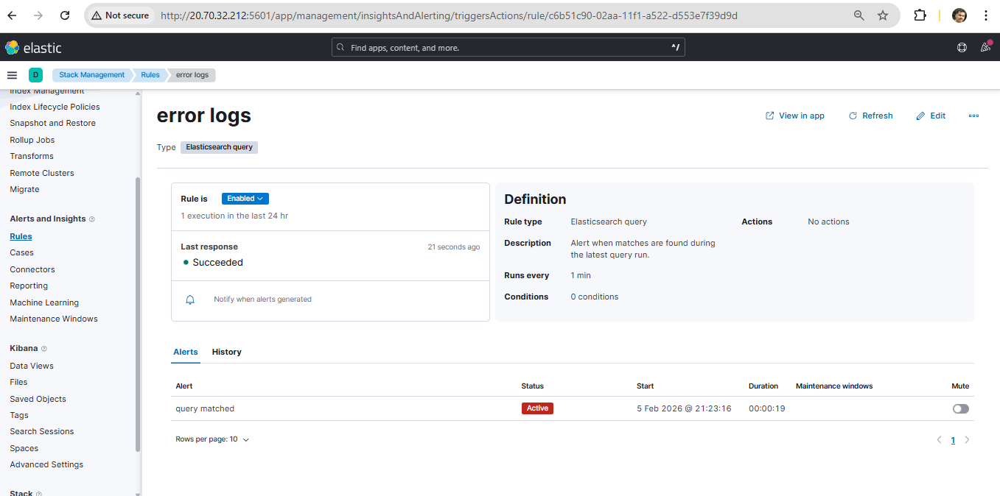 Not secure http://20.70.32.212:5601/app/management/insightsAndAlerting/triggersActions/rule/c6b51c90-02aa-11f1-a522-d553e7f39d9d
elastic Find apps, content, and more. ^/
D Stack Management Rules error logs
Index Management
Index Lifecycle Policies
Snapshot and Restore
Rollup Jobs
Transforms
Remote Clusters
Migrate
Alerts and Insights
Rules
Cases
Connectors
Reporting
Machine Learning
Maintenance Windows
Kibana
Data Views
Files
Saved Objects
Tags
Search Sessions
Spaces
Advanced Settings
Stack
error logs
View in app Refresh Edit
Type Elasticsearch query
Rule is Enabled
1 execution in the last 24 hr
Last response 21 seconds ago
Succeeded
Notify when alerts generated
Definition
Rule type Elasticsearch query Actions No actions
Description Alert when matches are found during
the latest query run.
Runs every 1 min
Conditions 0 conditions
Alerts History
Alert Status Start Duration Maintenance windows Mute
query matched Active 5 Feb 2026 @ 21:23:16 00:00:19
Rows per page: 10 1